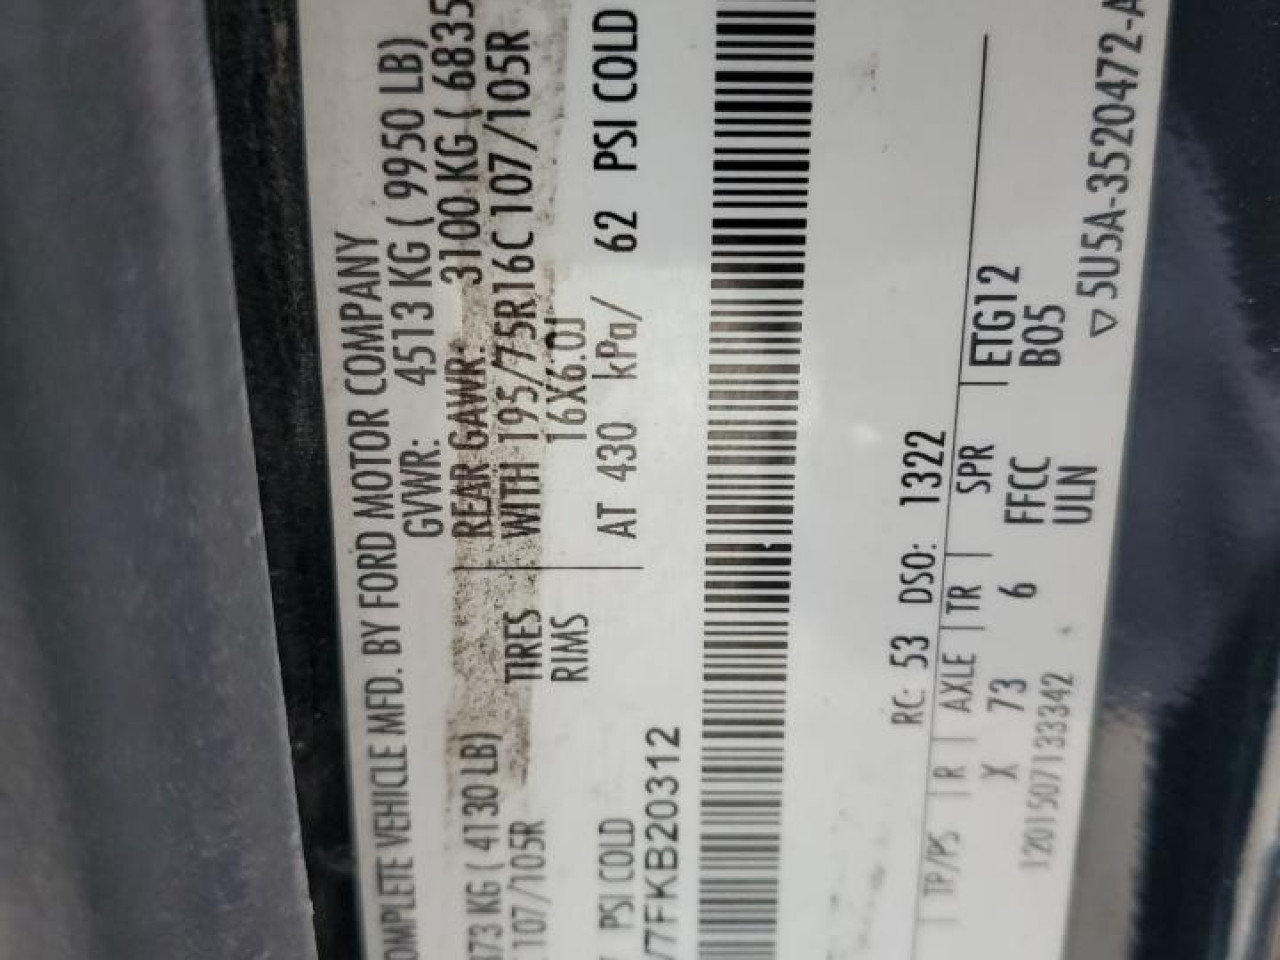 COMPLETE VEHICLE MFD. BY FORD MOTOR COMPANY
GVWR: 4513 KG ( 9950 LB)
873 KG ( 4130 LB)
REAR GAWR: 3100 KG ( 6835
107/105R
TIRES WITH 195/75R16C 107/105R
RIMS 16X6.0J
PSI COLD
AT 430 kPa/ 62 PSI COLD
7FKB20312
RC: 53 DSO: 1322
TP/PS R AXLE TR SPR ETG12
X 73 6 FFCC B05
ULN
12015071333342
▽5U5A-3520472-A